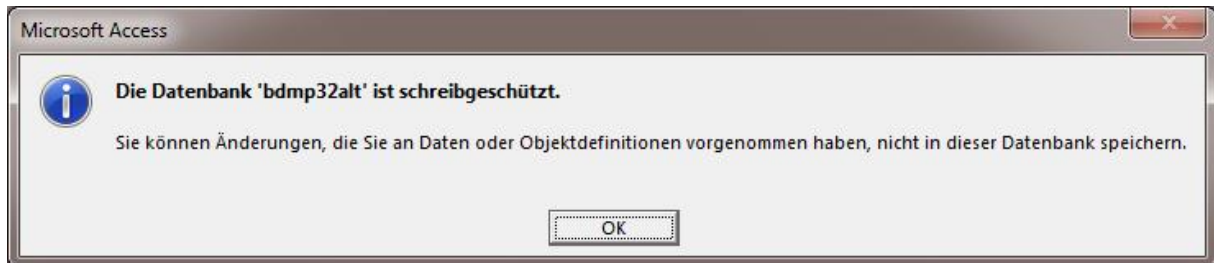 Microsoft Access
Die Datenbank 'bdmp32alt' ist schreibgeschützt.
Sie können Änderungen, die Sie an Daten oder Objektdefinitionen vorgenommen haben, nicht in dieser Datenbank speichern.
OK